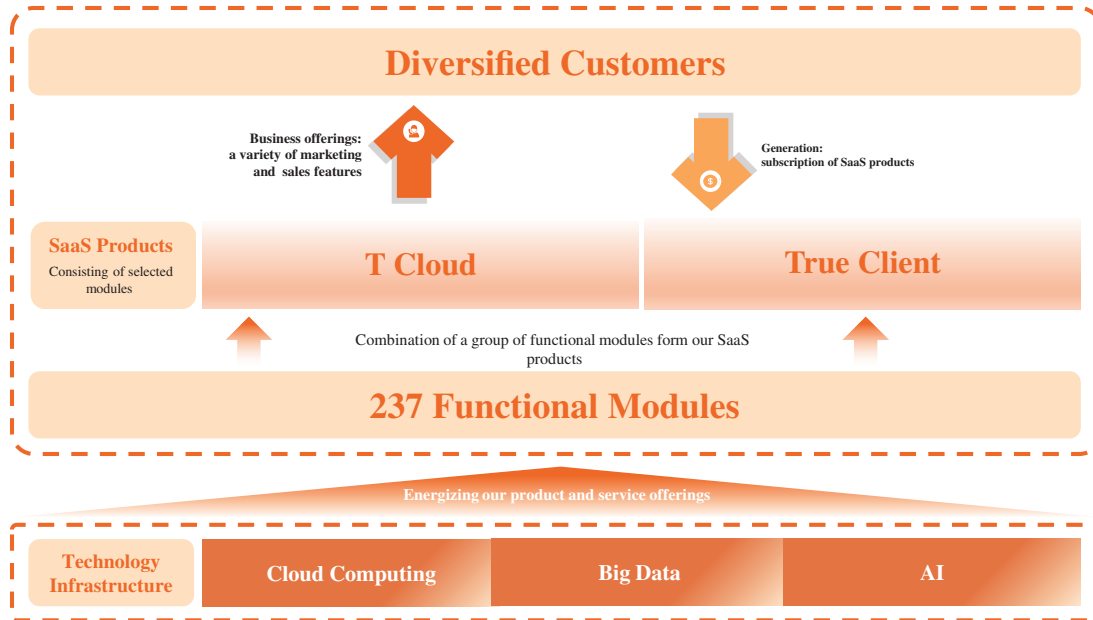 Diversified Customers
Business offerings:
a variety of marketing
and sales features
Generation:
subscription of SaaS products
SaaS Products
Consisting of selected
modules
T Cloud
True Client
Combination of a group of functional modules form our SaaS
products
237 Functional Modules
Energizing our product and service offerings
Technology
Infrastructure
Cloud Computing
Big Data
AI